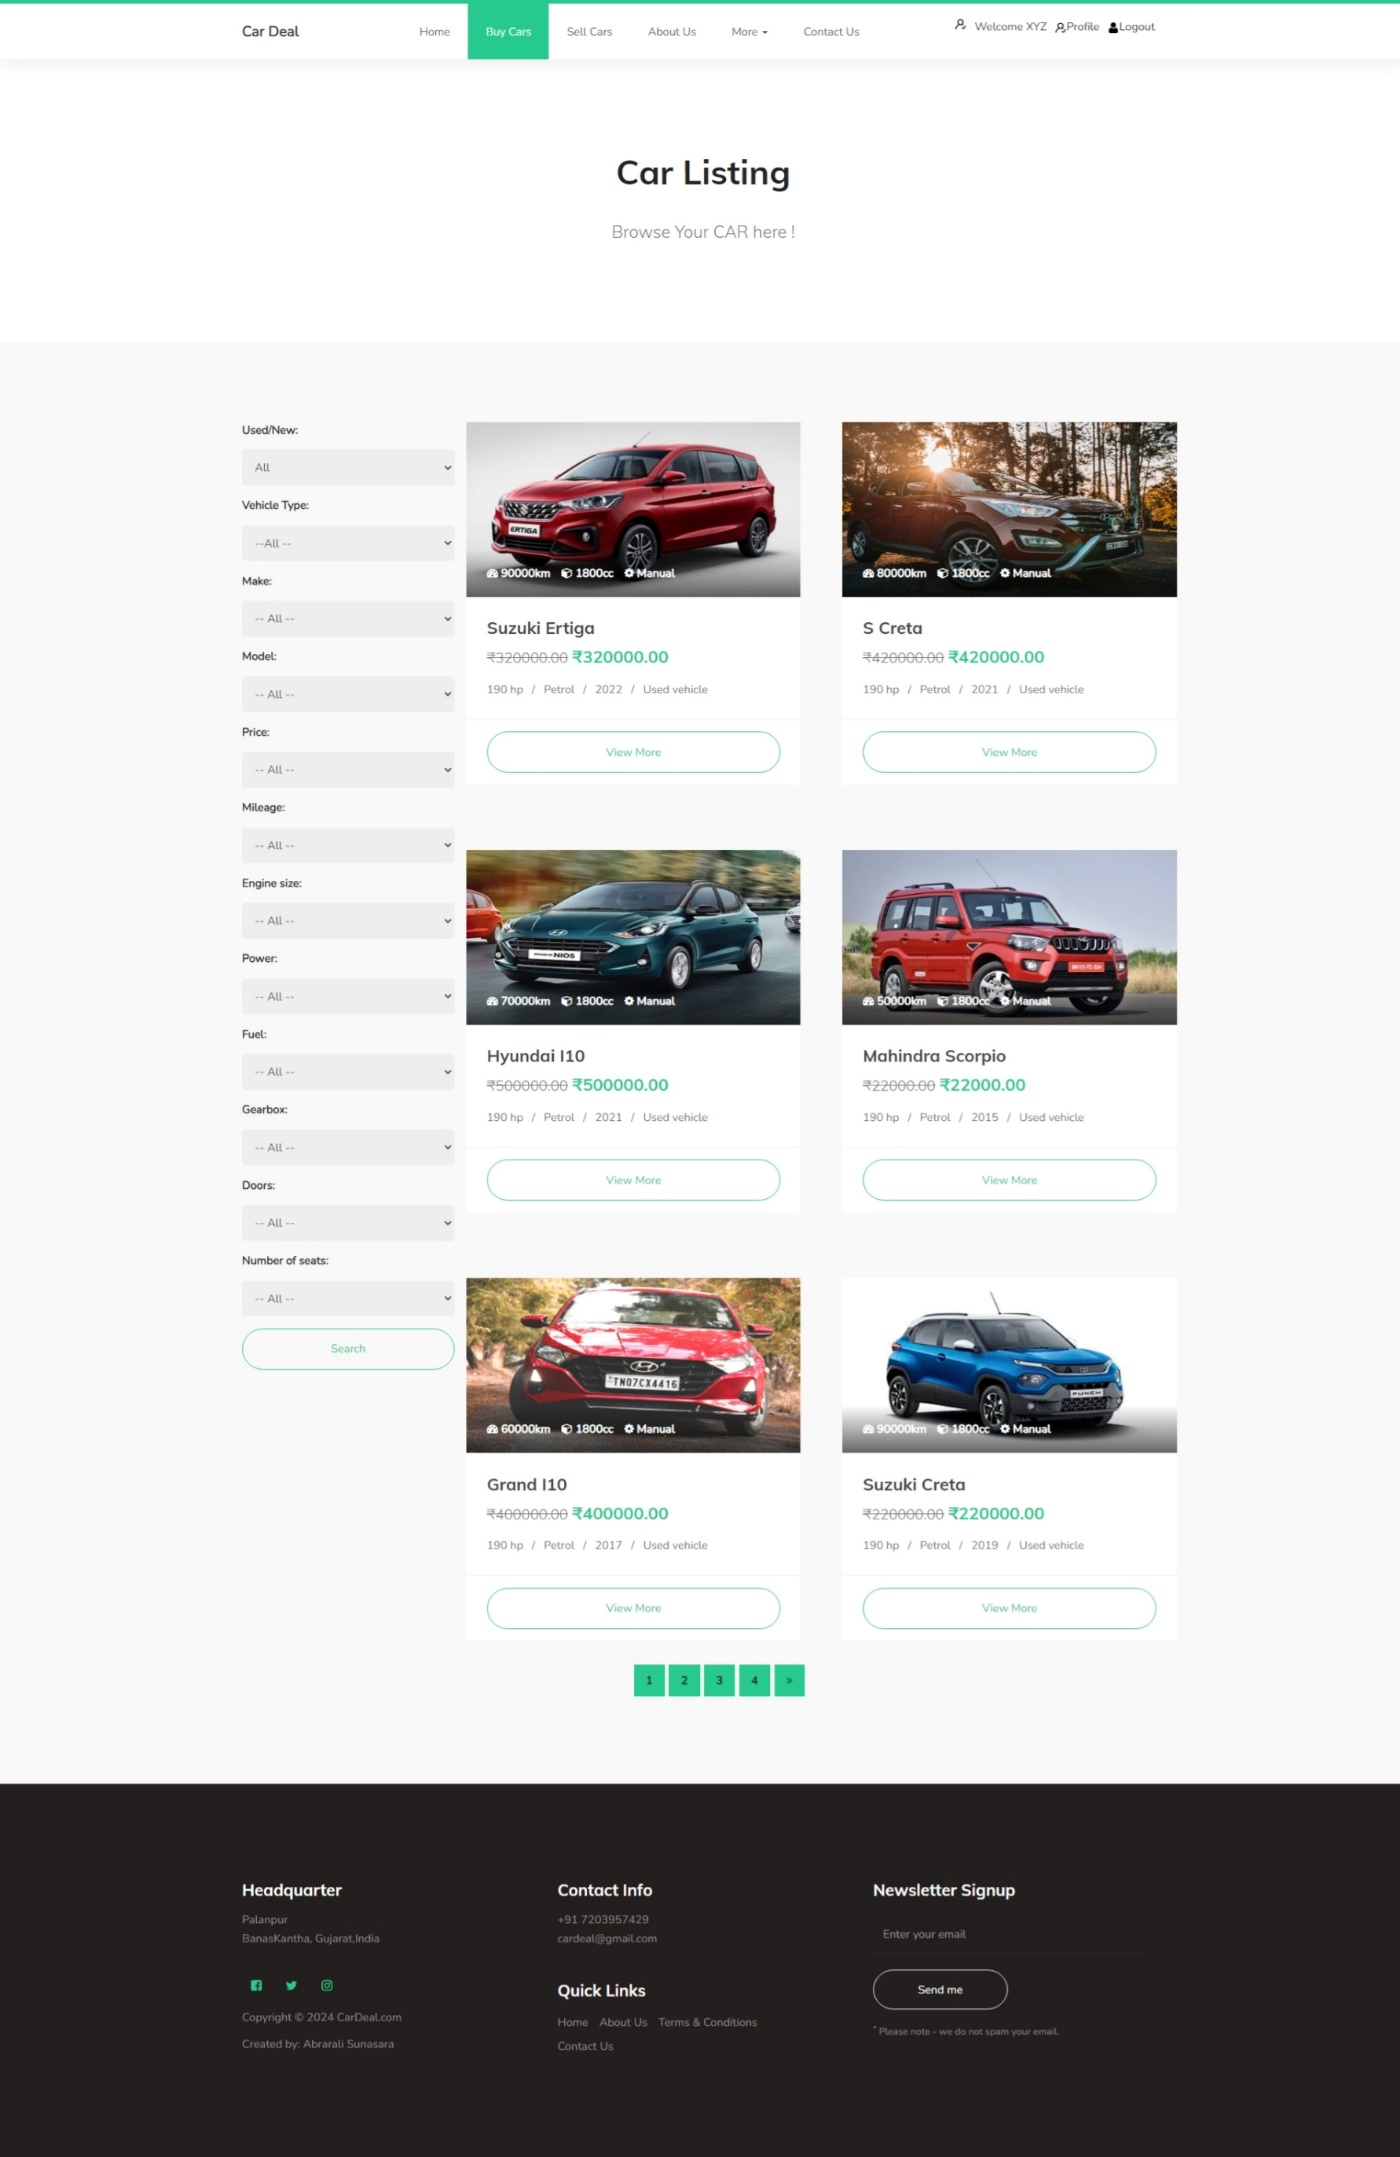 Car Deal
Home
Buy Cars
Sell Cars
About Us
More
Contact Us
Welcome XYZ
Profile
Logout
Car Listing
Browse Your CAR here !
Used/New:
All
Vehicle Type:
--All --
Make:
-- All --
Model:
-- All --
Price:
-- All --
Mileage:
-- All --
Engine size:
-- All --
Power:
-- All --
Fuel:
-- All --
Gearbox:
-- All --
Doors:
-- All --
Number of seats:
-- All --
Search
ERTIGA
90000km 1800cc Manual
Suzuki Ertiga
₹320000.00 ₹320000.00
190 hp / Petrol / 2022 / Used vehicle
View More
80000km 1800cc Manual
S Creta
₹420000.00 ₹420000.00
190 hp / Petrol / 2021 / Used vehicle
View More
NIOS
70000km 1800cc Manual
Hyundai I10
₹500000.00 ₹500000.00
190 hp / Petrol / 2021 / Used vehicle
View More
50000km 1800cc Manual
Mahindra Scorpio
₹22000.00 ₹22000.00
190 hp / Petrol / 2015 / Used vehicle
View More
TN07CX4416
60000km 1800cc Manual
Grand I10
₹400000.00 ₹400000.00
190 hp / Petrol / 2017 / Used vehicle
View More
PUNCH
90000km 1800cc Manual
Suzuki Creta
₹220000.00 ₹220000.00
190 hp / Petrol / 2019 / Used vehicle
View More
1 2 3 4 »
Headquarter
Palanpur
BanasKantha, Gujarat,India
Copyright © 2024 CarDeal.com
Created by: Abrarali Sunasara
Contact Info
+91 7203957429
cardeal@gmail.com
Quick Links
Home About Us Terms & Conditions
Contact Us
Newsletter Signup
Enter your email
Send me
* Please note - we do not spam your email.